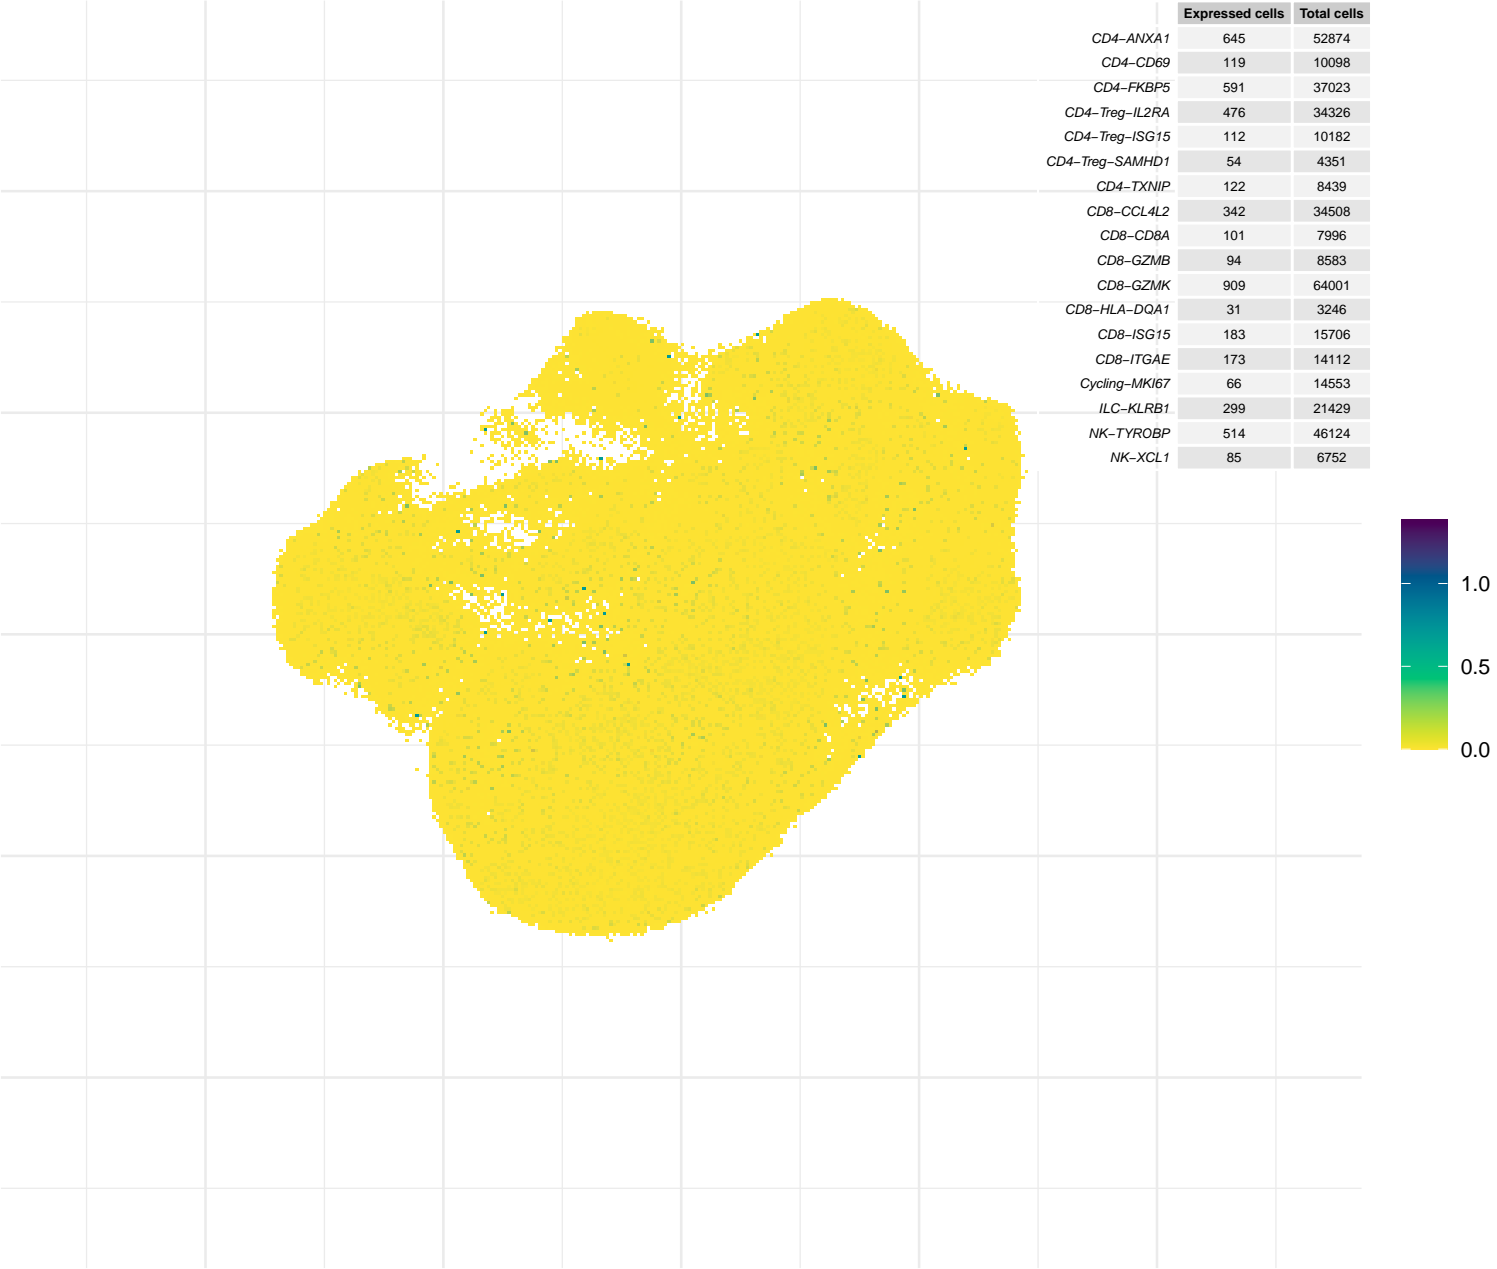 Expressed cells Total cells
CD4−ANXA1 645 52874
CD4−CD69 119 10098
CD4−FKBP5 591 37023
CD4−Treg−IL2RA 476 34326
CD4−Treg−ISG15 112 10182
CD4−Treg−SAMHD1 54 4351
CD4−TXNIP 122 8439
CD8−CCL4L2 342 34508
CD8−CD8A 101 7996
CD8−GZMB 94 8583
CD8−GZMK 909 64001
CD8−HLA−DQA1 31 3246
CD8−ISG15 183 15706
CD8−ITGAE 173 14112
Cycling−MKI67 66 14553
ILC−KLRB1 299 21429
NK−TYROBP 514 46124
NK−XCL1 85 6752
1.0
0.5
0.0